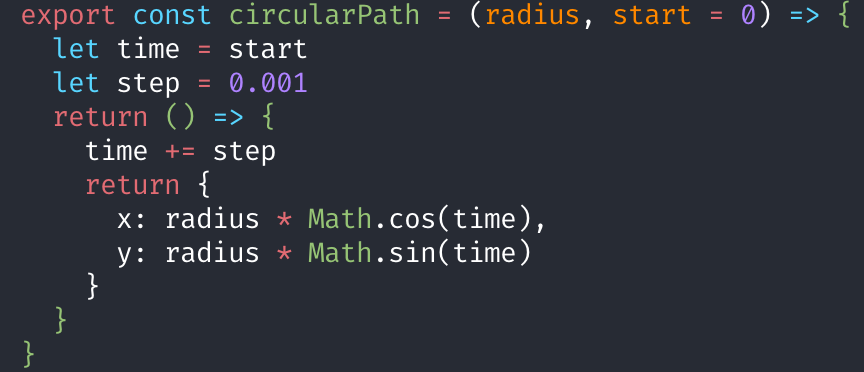 export const circularPath = (radius, start = 0) => {
  let time = start
  let step = 0.001
  return () => {
    time += step
    return {
      x: radius * Math.cos(time),
      y: radius * Math.sin(time)
    }
  }
}